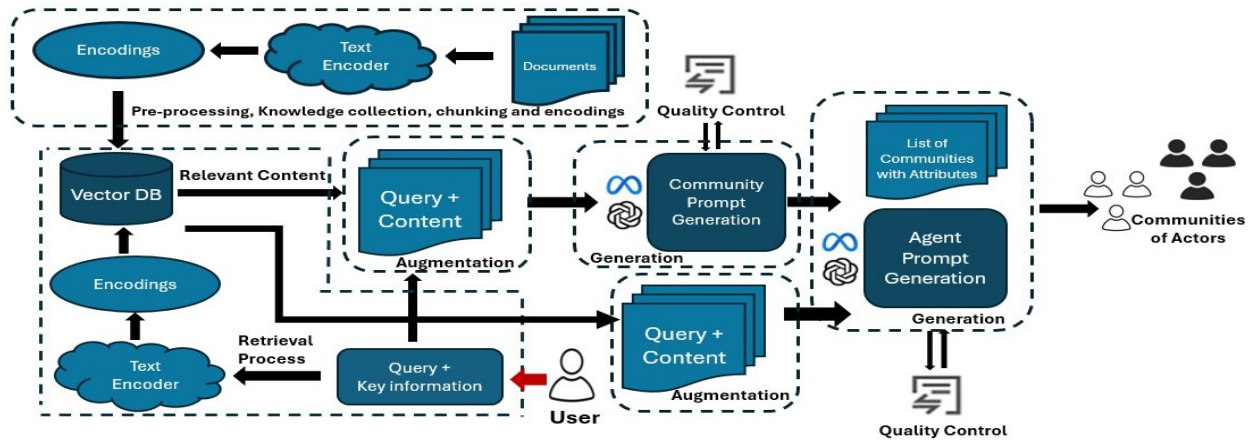 Encodings
Text
Encoder
Documents
Pre-processing, Knowledge collection, chunking and encodings
Quality Control
List of
Communities
with Attributes
Vector DB
Relevant Content
Query +
Content
Augmentation
Community
Prompt
Generation
Generation
Agent
Prompt
Generation
Generation
Communities
of Actors
Encodings
Text
Encoder
Retrieval
Process
Query +
Key information
User
Query +
Content
Augmentation
Quality Control